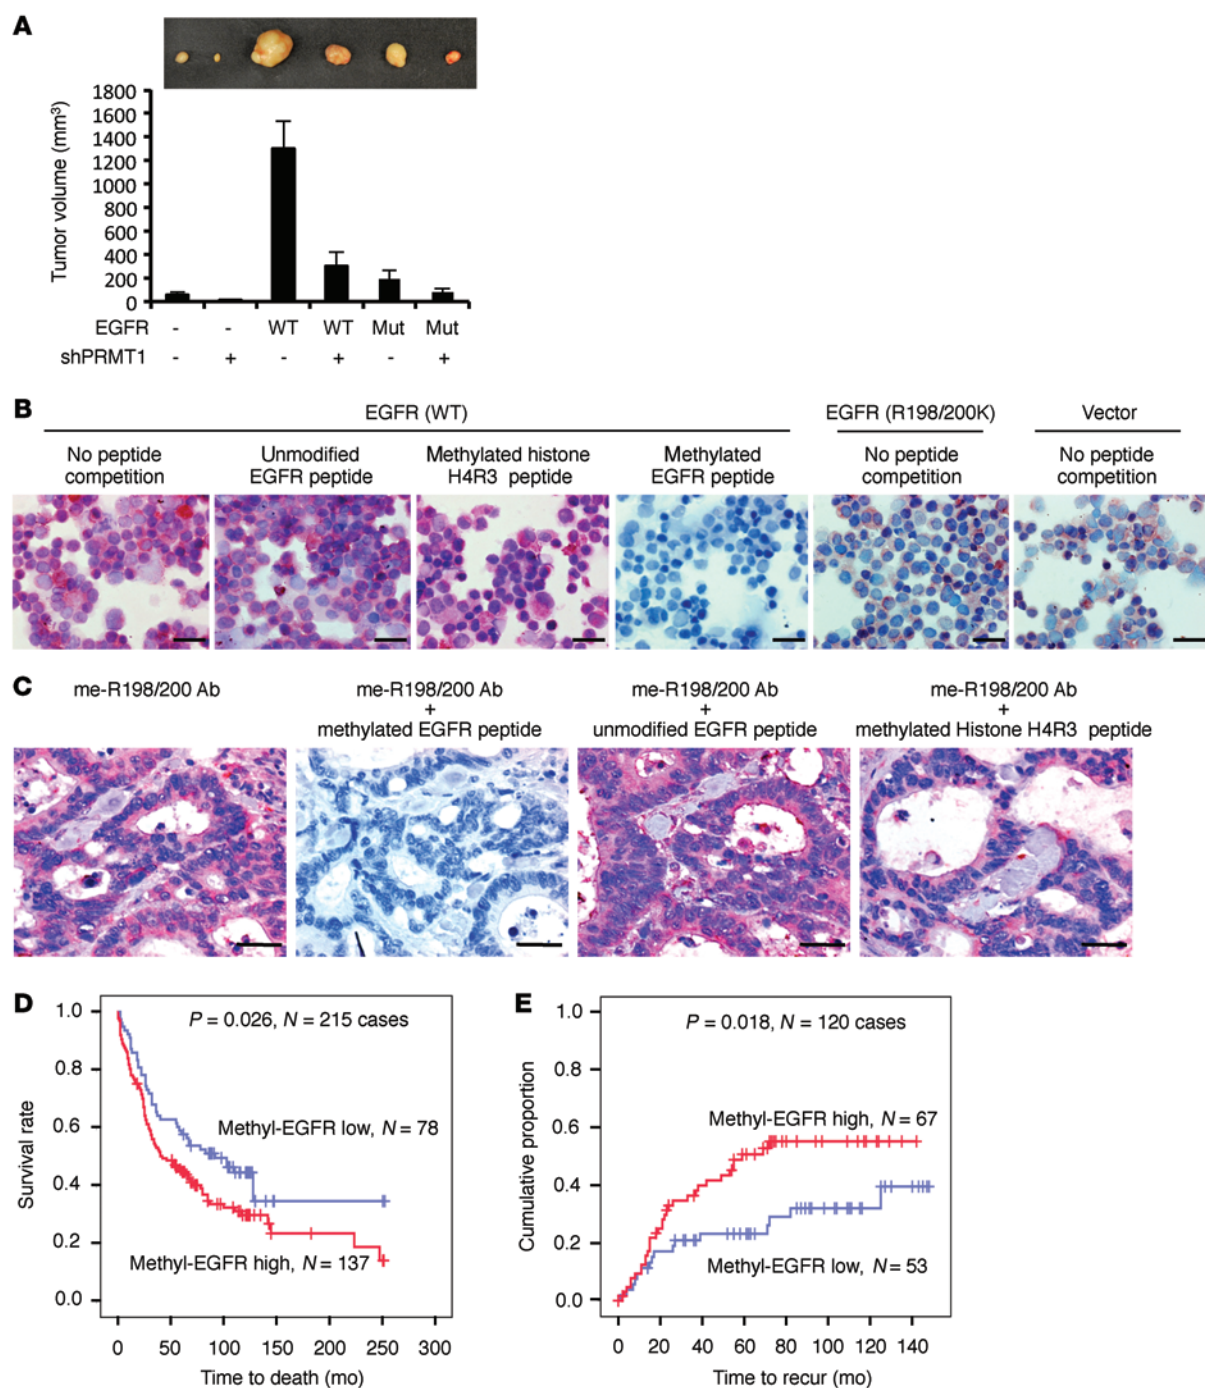 A
Tumor volume (mm³)
1800
1600
1400
1200
1000
800
600
400
200
0
EGFR - - WT WT Mut Mut
shPRMT1 - + - + - +
B
EGFR (WT)
EGFR (R198/200K)
Vector
No peptide
competition
Unmodified
EGFR peptide
Methylated histone
H4R3 peptide
Methylated
EGFR peptide
No peptide
competition
No peptide
competition
C
me-R198/200 Ab
me-R198/200 Ab
+
methylated EGFR peptide
me-R198/200 Ab
+
unmodified EGFR peptide
me-R198/200 Ab
+
methylated Histone H4R3 peptide
D
Survival rate
1.0
0.8
0.6
0.4
0.2
0.0
P = 0.026, N = 215 cases
Methyl-EGFR low, N = 78
Methyl-EGFR high, N = 137
0 50 100 150 200 250 300
Time to death (mo)
E
Cumulative proportion
1.0
0.8
0.6
0.4
0.2
0.0
P = 0.018, N = 120 cases
Methyl-EGFR high, N = 67
Methyl-EGFR low, N = 53
0 20 40 60 80 100 120 140
Time to recur (mo)